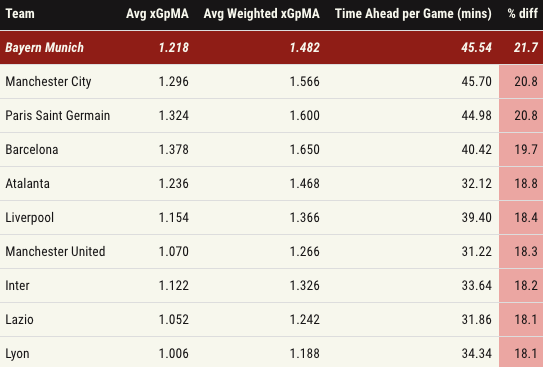 Team Avg xGpMA Avg Weighted xGpMA Time Ahead per Game (mins) % diff
Bayern Munich 1.218 1.482 45.54 21.7
Manchester City 1.296 1.566 45.70 20.8
Paris Saint Germain 1.324 1.600 44.98 20.8
Barcelona 1.378 1.650 40.42 19.7
Atalanta 1.236 1.468 32.12 18.8
Liverpool 1.154 1.366 39.40 18.4
Manchester United 1.070 1.266 31.22 18.3
Inter 1.122 1.326 33.64 18.2
Lazio 1.052 1.242 31.86 18.1
Lyon 1.006 1.188 34.34 18.1